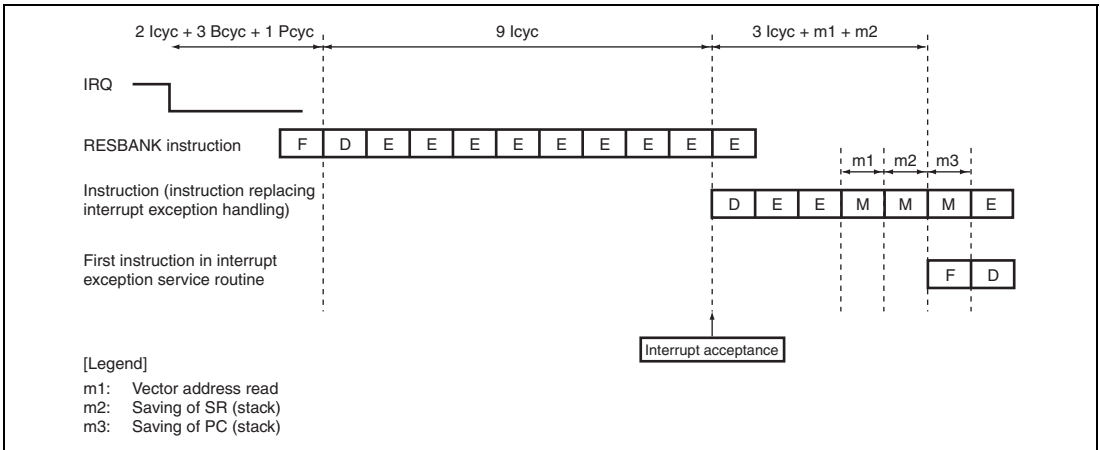 2 Icyc + 3 Bcyc + 1 Pcyc 9 Icyc 3 Icyc + m1 + m2
IRQ
RESBANK instruction F D E E E E E E E E E
m1 m2 m3
Instruction (instruction replacing
interrupt exception handling) D E E M M M E
First instruction in interrupt
exception service routine F D
Interrupt acceptance
[Legend]
m1: Vector address read
m2: Saving of SR (stack)
m3: Saving of PC (stack)